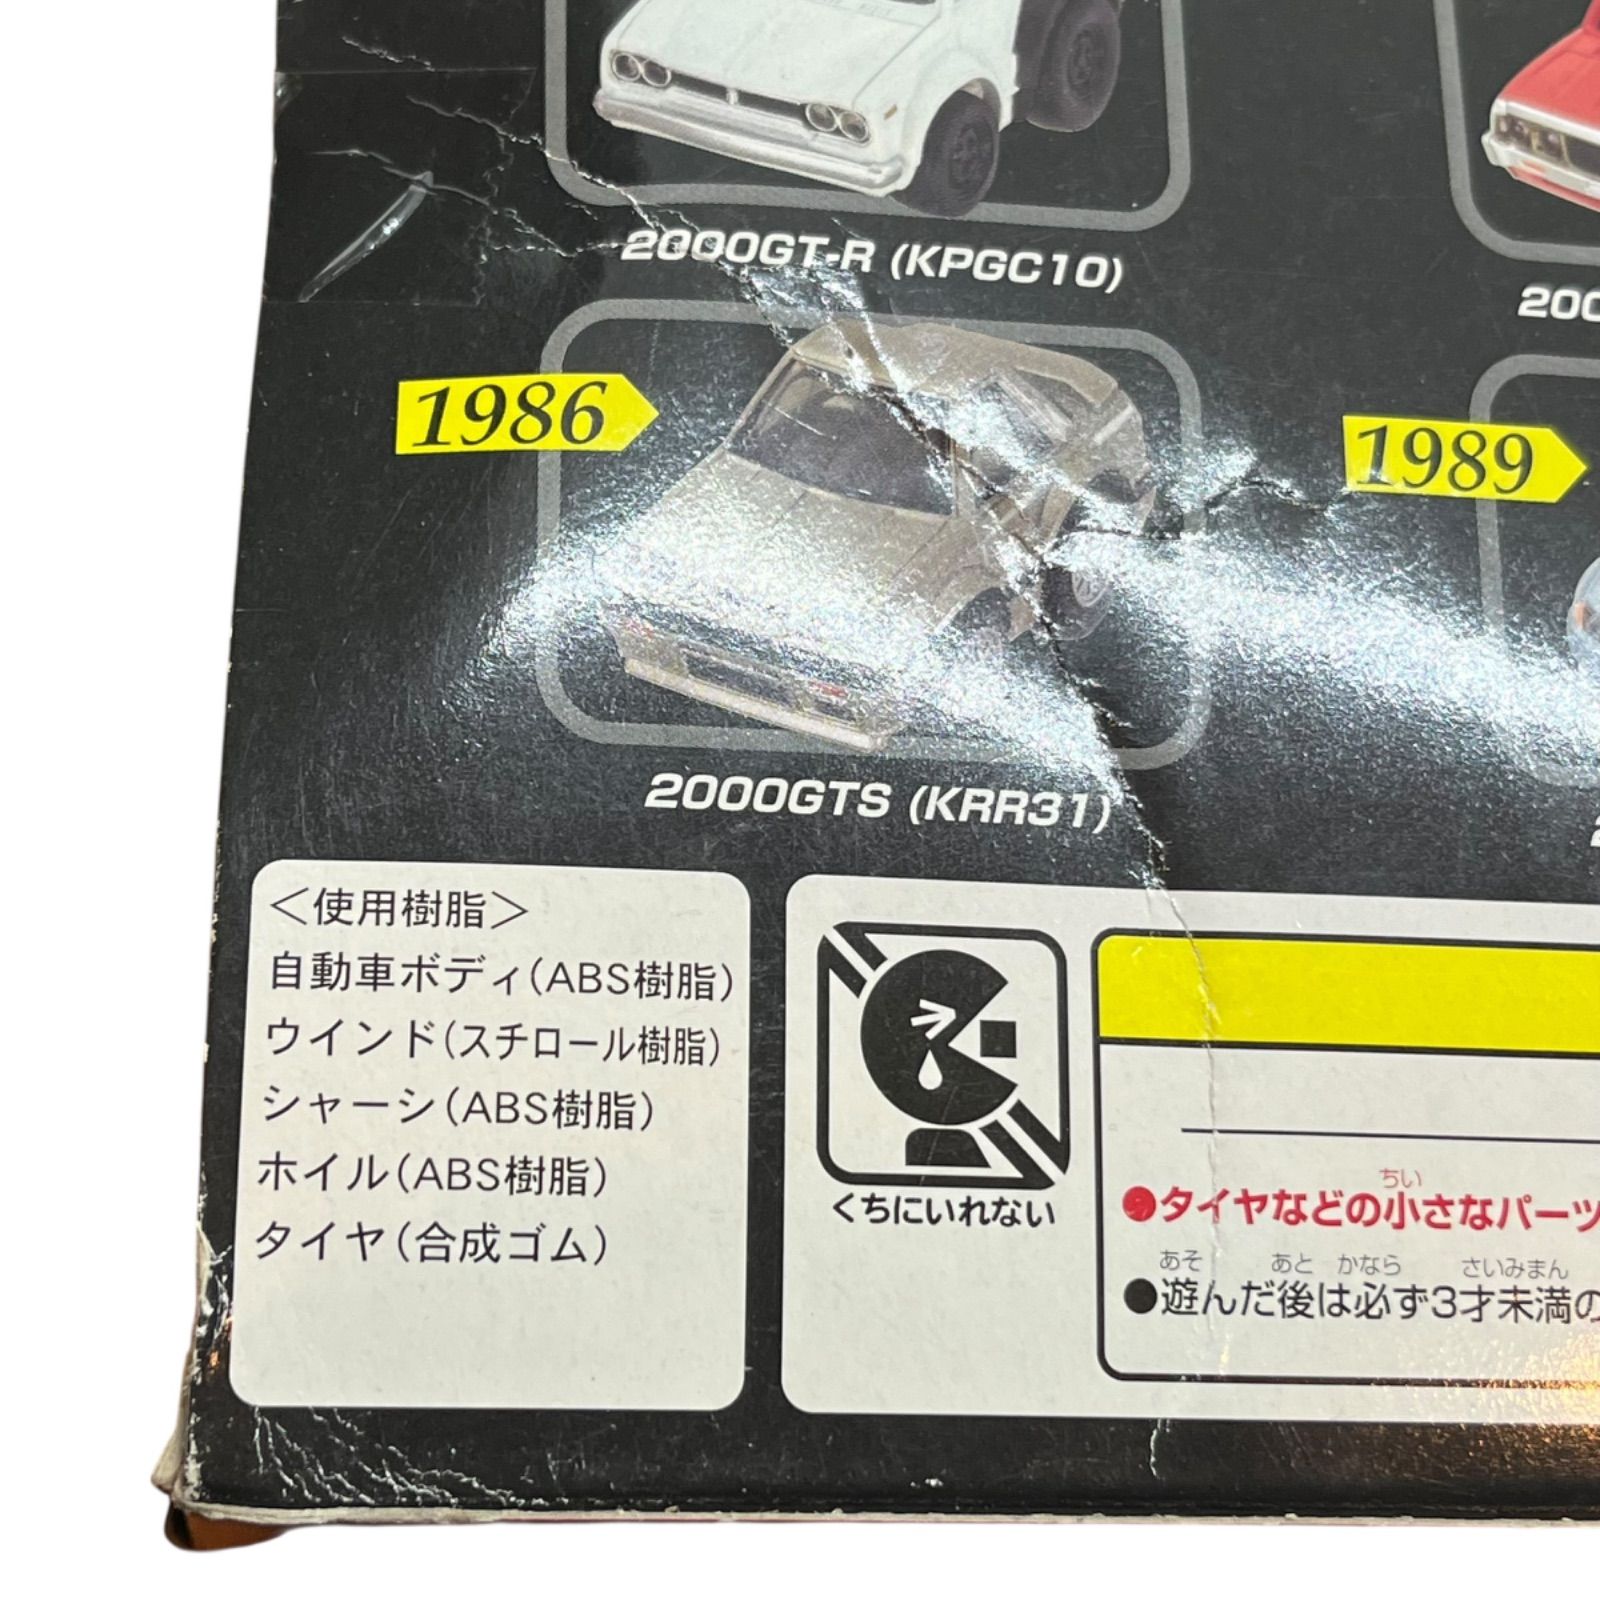 2000GT-R (KPGC10)
200
1986
1989
2000GTS (KRR31)
＜使用樹脂＞
自動車ボディ(ABS樹脂)
ウインド(スチロール樹脂)
シャーシ(ABS樹脂)
ホイル(ABS樹脂)
タイヤ(合成ゴム)
くちにいれない
ちい
●タイヤなどの小さなパーツ
あそ あと かなら さいみまん
●遊んだ後は必ず3才未満の